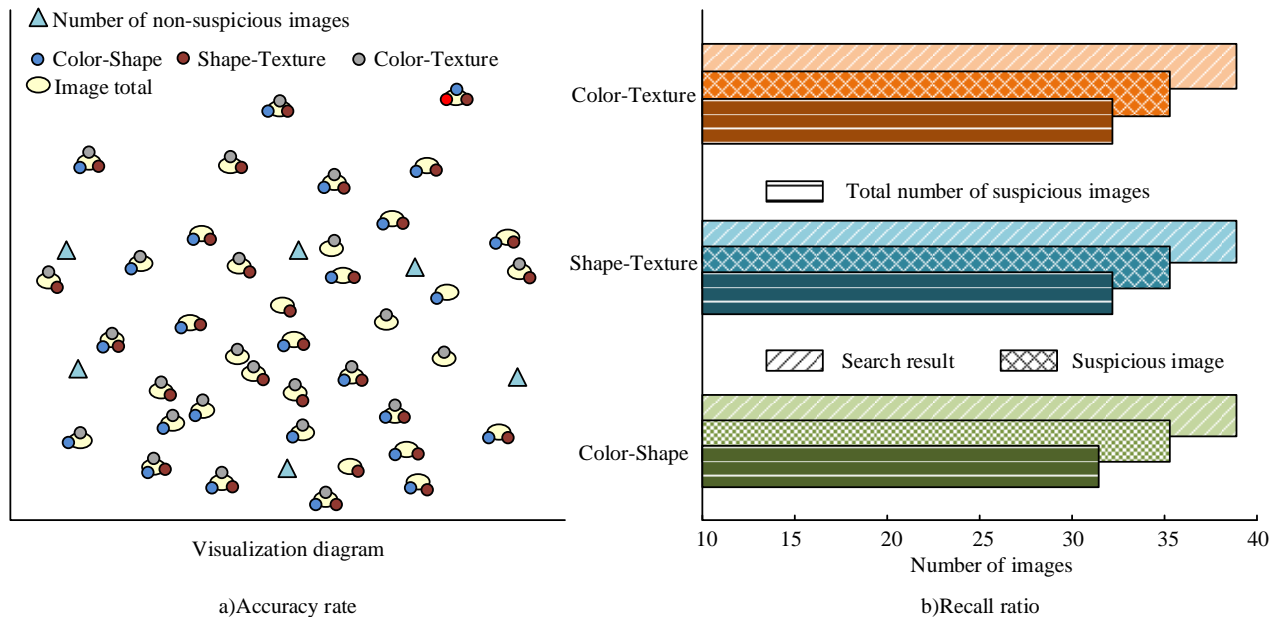 Number of non-suspicious images
Color-Shape Shape-Texture Color-Texture
Image total
Visualization diagram
a)Accuracy rate
Color-Texture
Total number of suspicious images
Shape-Texture
Search result Suspicious image
Color-Shape
10 15 20 25 30 35 40
Number of images
b)Recall ratio